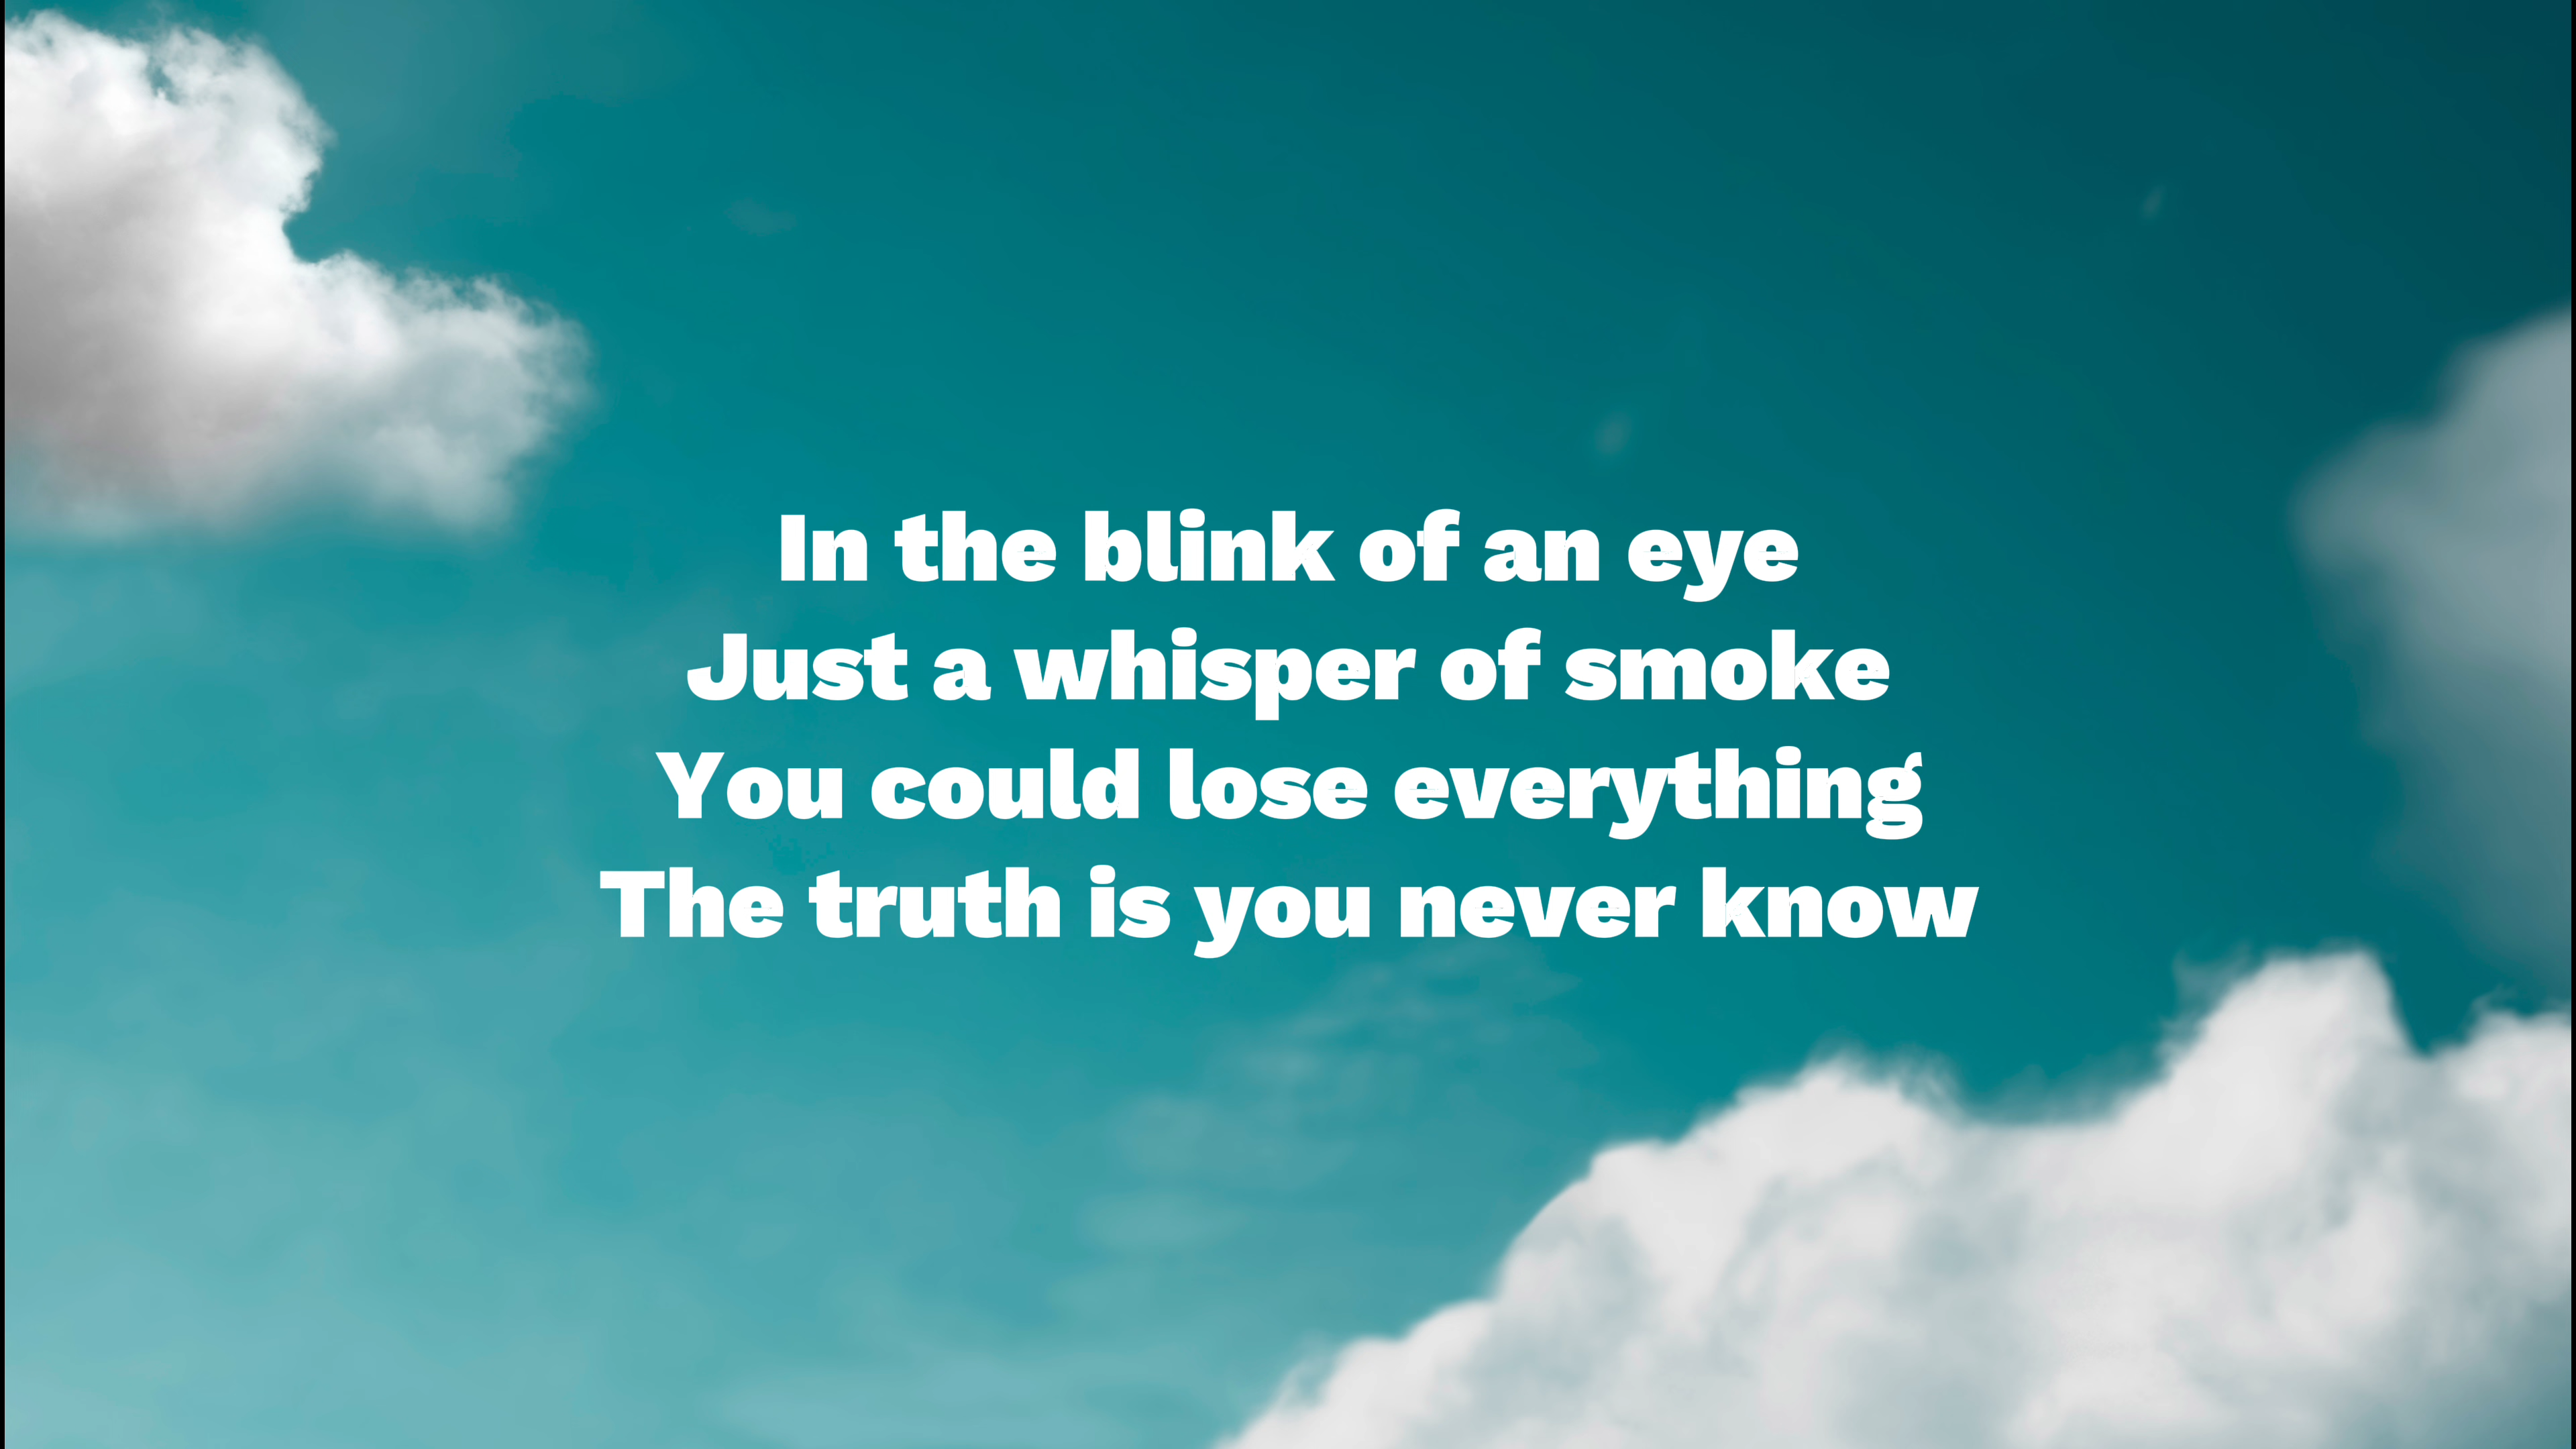 In the blink of an eye
Just a whisper of smoke
You could lose everything
The truth is you never know